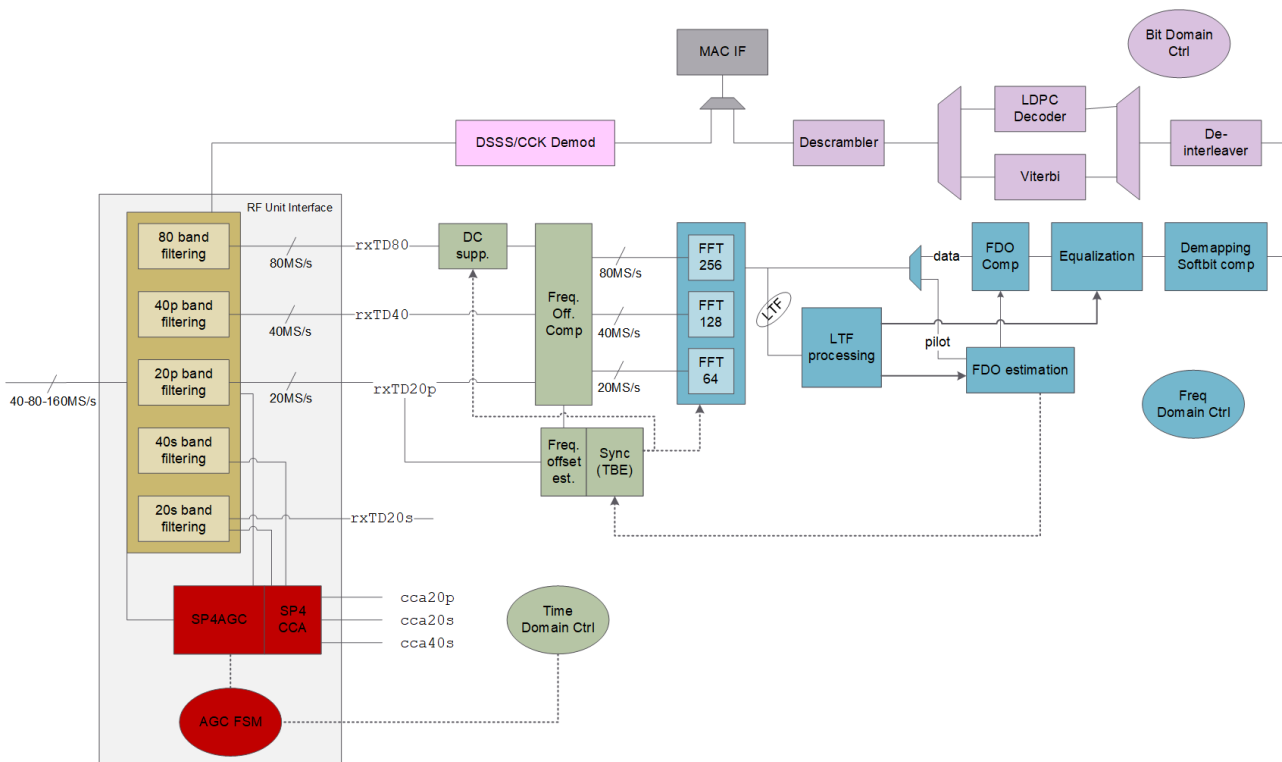 MAC IF
Bit Domain
Ctrl
DSSS/CCK Demod
Descrambler
LDPC
Decoder
Viterbi
De-
interleaver
RF Unit Interface
80 band
filtering
80MS/s
rxTD80
DC
supp.
40p band
filtering
40MS/s
rxTD40
20p band
filtering
20MS/s
rxTD20p
40-80-160MS/s
40s band
filtering
20s band
filtering
rxTD20s
Freq.
Off.
Comp
80MS/s
40MS/s
20MS/s
FFT
256
FFT
128
FFT
64
Freq.
offset
est.
Sync
(TBE)
LTF
LTF
processing
data
pilot
FDO
Comp
Equalization
Demapping
Softbit comp
FDO estimation
Freq
Domain Ctrl
SP4AGC
SP4
CCA
cca20p
cca20s
cca40s
Time
Domain Ctrl
AGC FSM